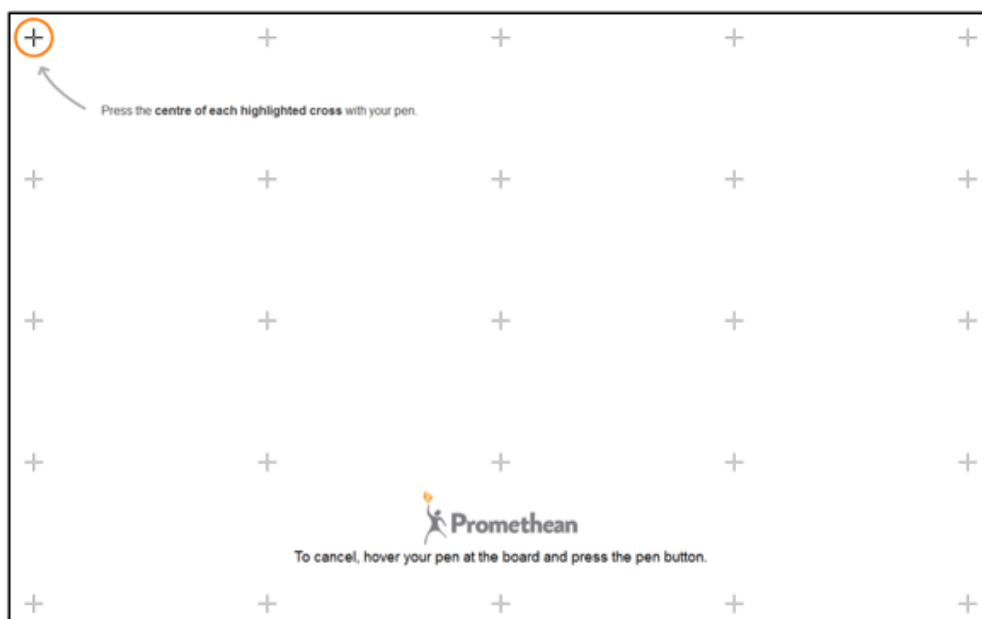 Press the centre of each highlighted cross with your pen.
Promethean
To cancel, hover your pen at the board and press the pen button.